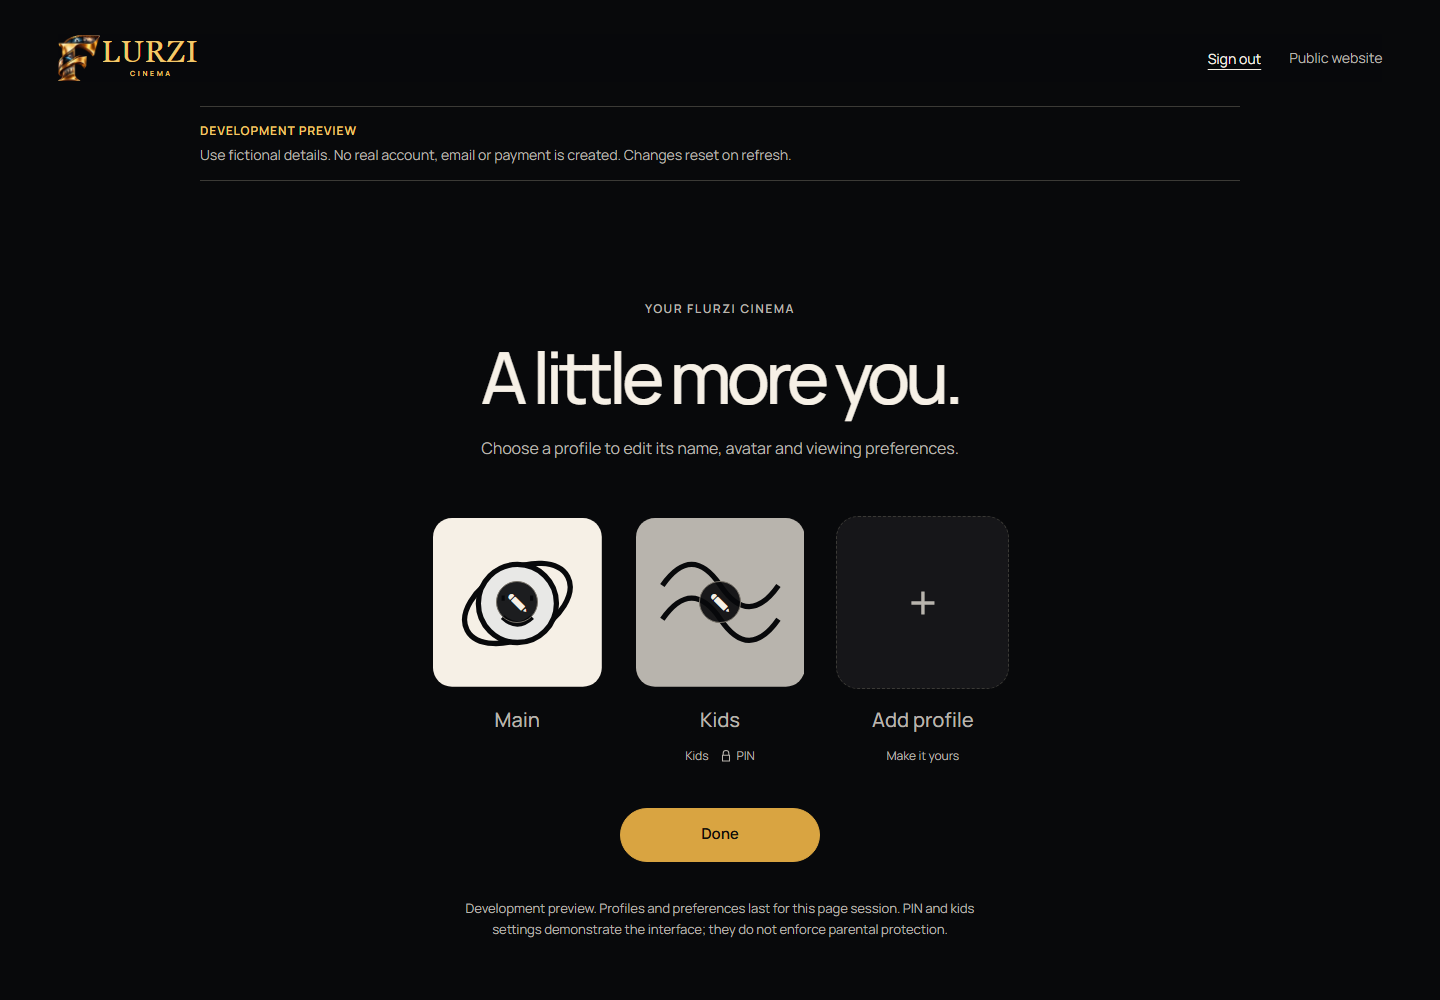 FLURZI
CINEMA
Sign out
Public website
DEVELOPMENT PREVIEW
Use fictional details. No real account, email or payment is created. Changes reset on refresh.
YOUR FLURZI CINEMA
A little more you.
Choose a profile to edit its name, avatar and viewing preferences.
Main
Kids
Add profile
Kids PIN
Make it yours
Done
Development preview. Profiles and preferences last for this page session. PIN and kids
settings demonstrate the interface; they do not enforce parental protection.